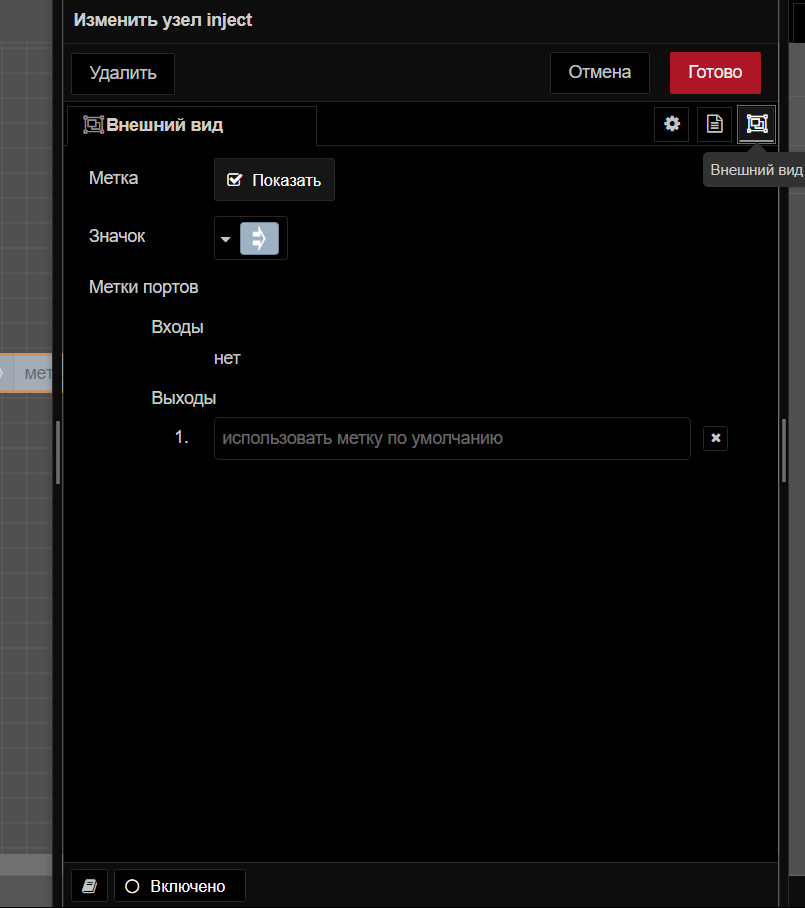 Изменить узел inject
Удалить
Отмена
Готово
Внешний вид
Внешний вид
Метка
Показать
Значок
Метки портов
Входы
нет
мет
Выходы
1.
использовать метку по умолчанию
Включено